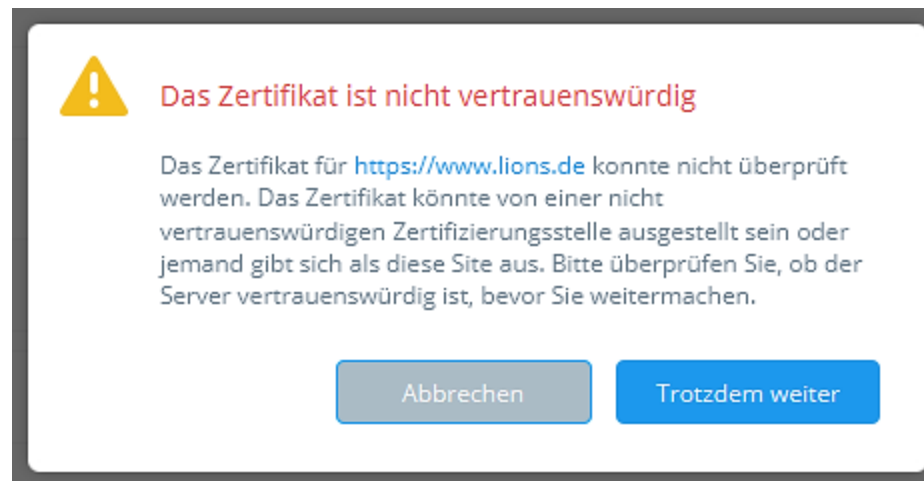 Das Zertifikat ist nicht vertrauenswürdig
Das Zertifikat für https://www.lions.de konnte nicht überprüft
werden. Das Zertifikat könnte von einer nicht
vertrauenswürdigen Zertifizierungsstelle ausgestellt sein oder
jemand gibt sich als diese Site aus. Bitte überprüfen Sie, ob der
Server vertrauenswürdig ist, bevor Sie weitermachen.
Abbrechen
Trotzdem weiter